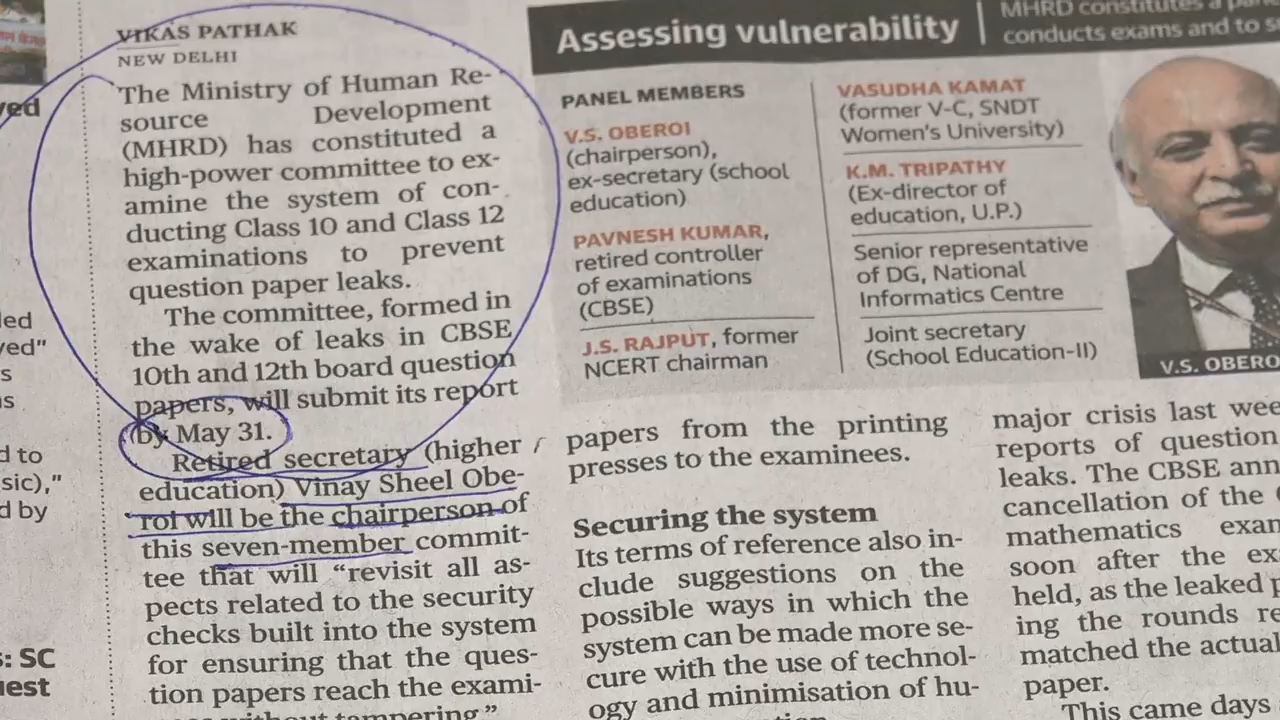 VIKAS PATHAK
NEW DELHI
The Ministry of Human Re-
source Development
(MHRD) has constituted a
high-power committee to ex-
amine the system of con-
ducting Class 10 and Class 12
examinations to prevent
question paper leaks.
The committee, formed in
the wake of leaks in CBSE
10th and 12th board question
papers, will submit its report
by May 31.
Retired secretary (higher
education) Vinay Sheel Obe-
roi will be the chairperson of
this seven-member commit-
tee that will “revisit all as-
pects related to the security
checks built into the system
for ensuring that the ques-
tion papers reach the exami-
without tampering.”
Assessing vulnerability
MHRD constitutes a
conducts exams and to
PANEL MEMBERS
V.S. OBEROI
(chairperson),
ex-secretary (school
education)
PAVNESH KUMAR,
retired controller
of examinations
(CBSE)
J.S. RAJPUT, former
NCERT chairman
VASUDHA KAMAT
(former V-C, SNDT
Women's University)
K.M. TRIPATHY
(Ex-director of
education, U.P.)
Senior representative
of DG, National
Informatics Centre
Joint secretary
(School Education-II)
V.S. OBERO
papers from the printing
presses to the examinees.
Securing the system
Its terms of reference also in-
clude suggestions on the
possible ways in which the
system can be made more se-
cure with the use of technol-
ogy and minimisation of hu-
major crisis last wee
reports of question
leaks. The CBSE ann
cancellation of the
mathematics exam
soon after the ex
held, as the leaked
ing the rounds re
matched the actual
paper.
This came days
ved
led
ved"
s
as
d to
sic),"
d by
s: SC
uest